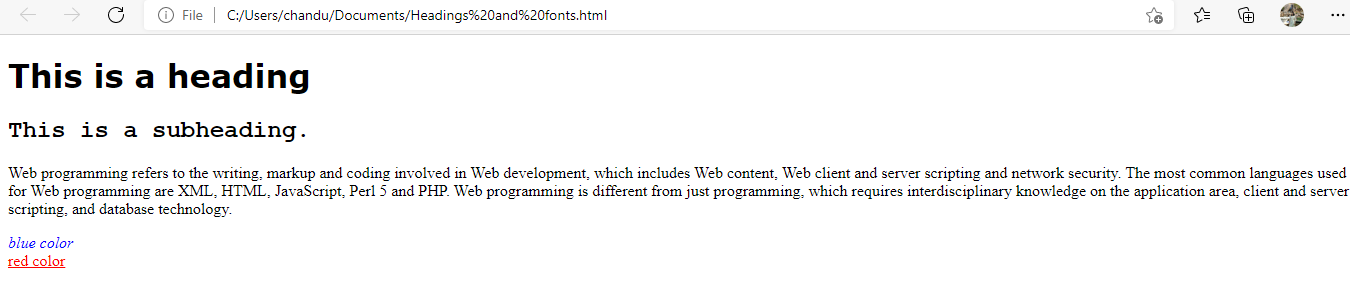 File | C:/Users/chandu/Documents/Headings%20and%20fonts.html
This is a heading
This is a subheading.
Web programming refers to the writing, markup and coding involved in Web development, which includes Web content, Web client and server scripting and network security. The most common languages used
for Web programming are XML, HTML, JavaScript, Perl 5 and PHP. Web programming is different from just programming, which requires interdisciplinary knowledge on the application area, client and server
scripting, and database technology.
blue color
red color